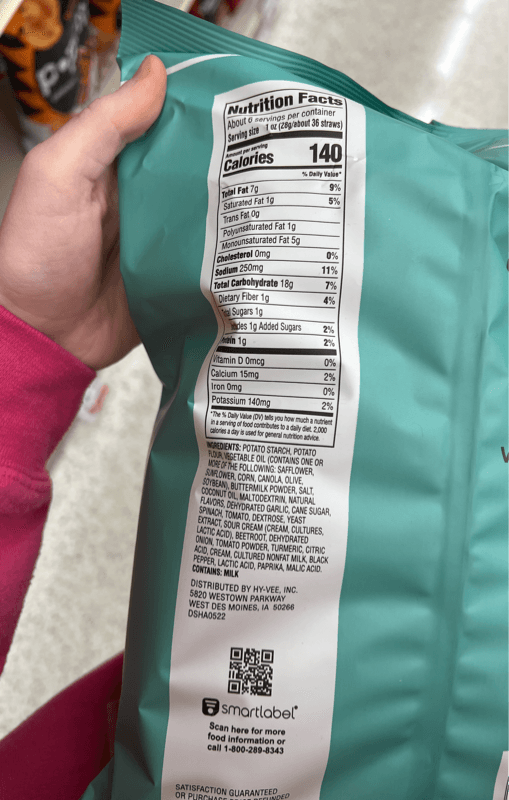 Nutrition Facts
About 6 servings per container
Serving size 1 oz (28g/about 36 straws)
Amount per serving
Calories 140
% Daily Value*
Total Fat 7g 9%
Saturated Fat 1g 5%
Trans Fat 0g
Polyunsaturated Fat 1g
Monounsaturated Fat 5g
Cholesterol 0mg 0%
Sodium 250mg 11%
Total Carbohydrate 18g 7%
Dietary Fiber 1g 4%
Sugars 1g
1g Added Sugars 2%
1g 2%
Vitamin D 0mcg 0%
Calcium 15mg 2%
Iron 0mg 0%
Potassium 140mg 2%
*The % Daily Value (DV) tells you how much a nutrient
in a serving of food contributes to a daily diet. 2,000
calories a day is used for general nutrition advice.
INGREDIENTS: POTATO STARCH, POTATO
FLOUR, VEGETABLE OIL (CONTAINS ONE OR
MORE OF THE FOLLOWING: SAFFLOWER,
SUNFLOWER, CORN, CANOLA, OLIVE,
SOYBEAN), BUTTERMILK POWDER, SALT,
COCONUT OIL, MALTODEXTRIN, NATURAL
FLAVORS, DEHYDRATED GARLIC, CANE SUGAR,
SPINACH, TOMATO, DEXTROSE, YEAST
EXTRACT, SOUR CREAM (CREAM, CULTURES,
LACTIC ACID), BEETROOT, DEHYDRATED
ONION, TOMATO POWDER, TURMERIC, CITRIC
ACID, CREAM, CULTURED NONFAT MILK, BLACK
PEPPER, LACTIC ACID, PAPRIKA, MALIC ACID.
CONTAINS: MILK
DISTRIBUTED BY HY-VEE, INC.
5820 WESTOWN PARKWAY
WEST DES MOINES, IA 50266
DSHA0522
smartlabel
Scan here for more
food information or
call 1-800-289-8343
SATISFACTION GUARANTEED
OR PURCHASE